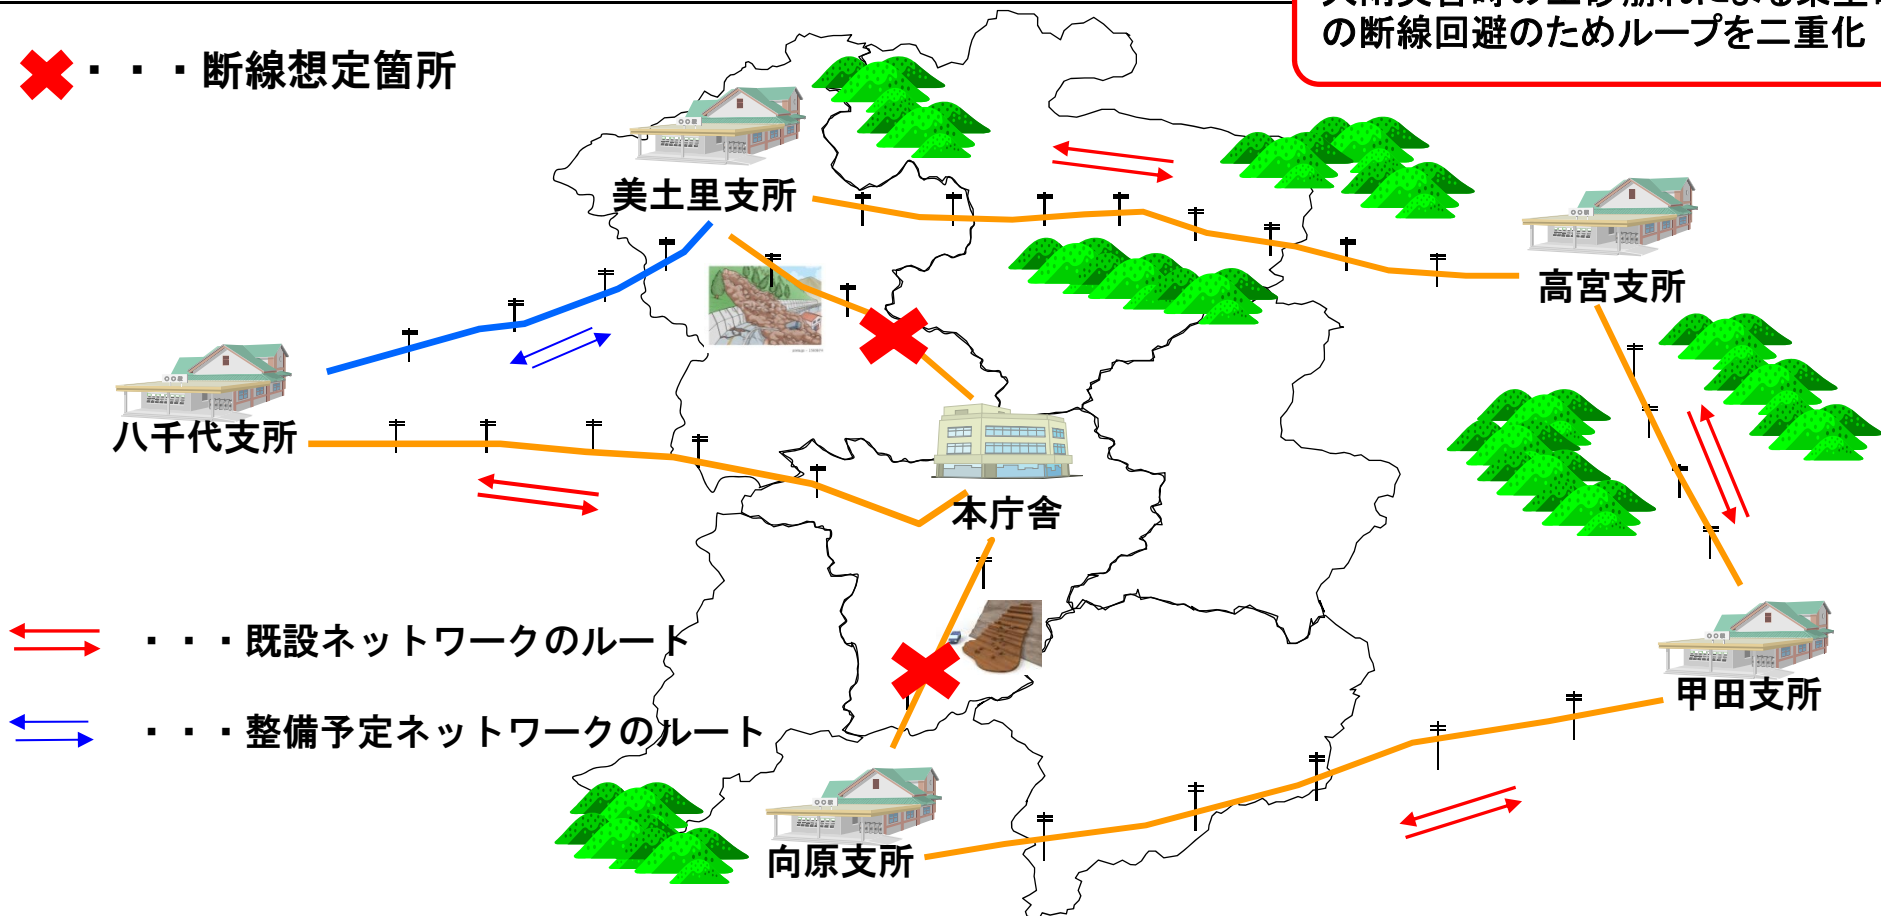 の断線回避のためループを二重化
・・・断線想定箇所
美土里支所
高宮支所
八千代支所
本庁舎
・・・既設ネットワークのルート
甲田支所
・・・整備予定ネットワークのルート
向原支所